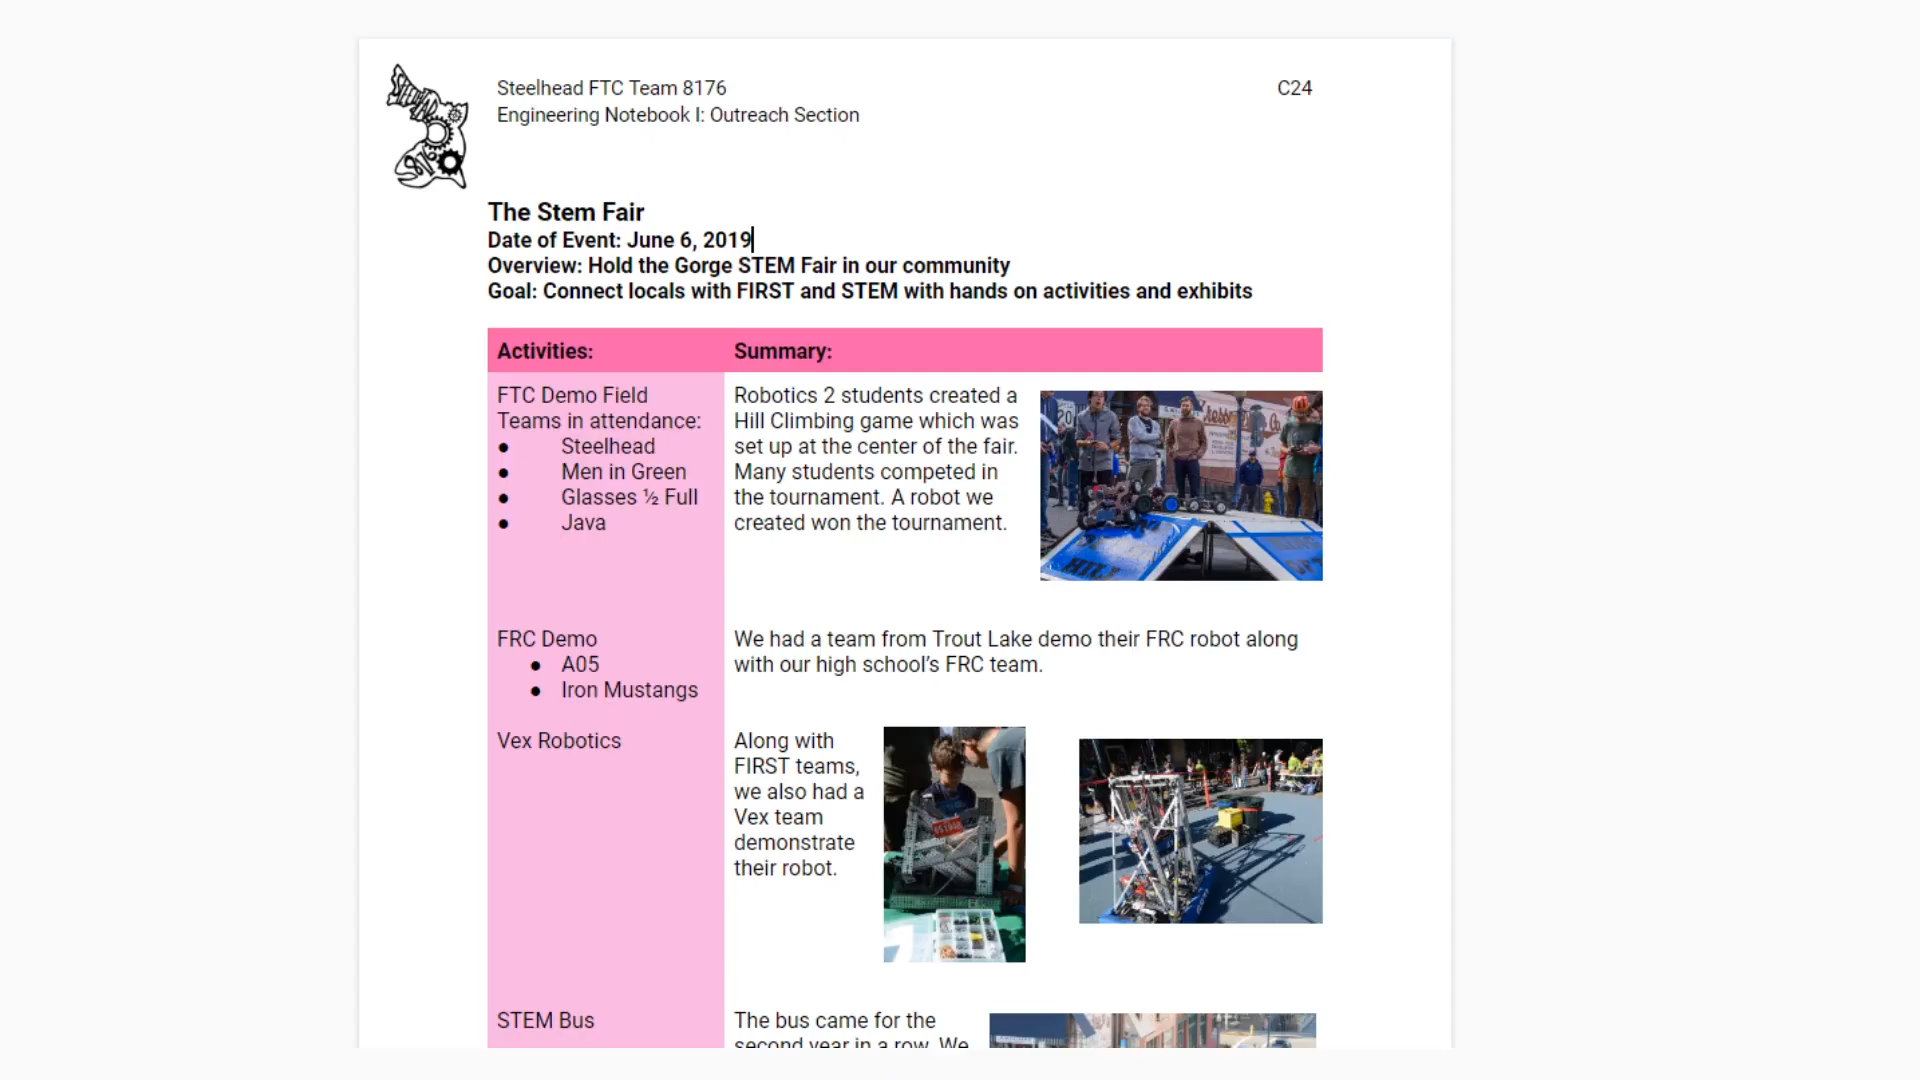 Steelhead FTC Team 8176
C24
Engineering Notebook I: Outreach Section
The Stem Fair
Date of Event: June 6, 2019
Overview: Hold the Gorge STEM Fair in our community
Goal: Connect locals with FIRST and STEM with hands on activities and exhibits
Activities:
Summary:
FTC Demo Field
Teams in attendance:
● Steelhead
● Men in Green
● Glasses ½ Full
● Java
Robotics 2 students created a
Hill Climbing game which was
set up at the center of the fair.
Many students competed in
the tournament. A robot we
created won the tournament.
FRC Demo
● A05
● Iron Mustangs
We had a team from Trout Lake demo their FRC robot along
with our high school’s FRC team.
Vex Robotics
Along with
FIRST teams,
we also had a
Vex team
demonstrate
their robot.
STEM Bus
The bus came for the
second year in a row. We